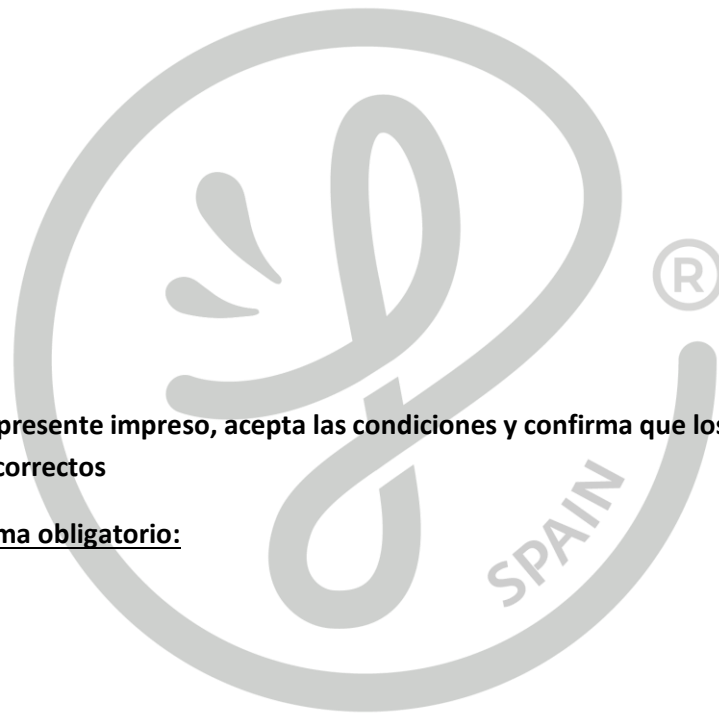 ®
presente impreso, acepta las condiciones y confirma que los
correctos
ma obligatorio:
SPAIN